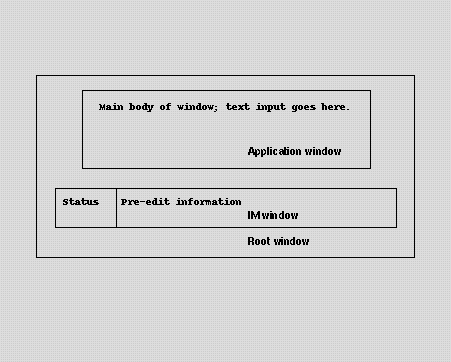 Main body of window; text input goes here.
Application window
Status
Pre-edit information
IM window
Root window